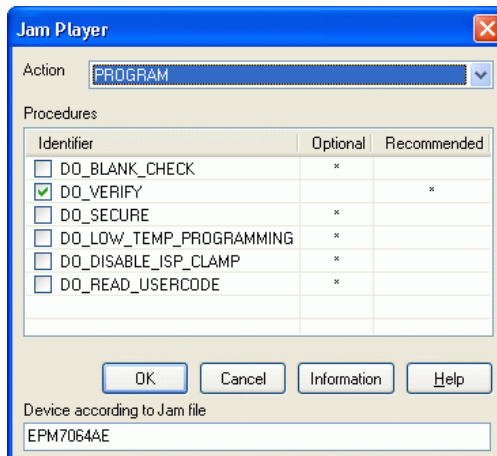 Jam Player
Action PROGRAM
Procedures
Identifier Optional Recommended
DO_BLANK_CHECK *
DO_VERIFY *
DO_SECURE *
DO_LOW_TEMP_PROGRAMMING *
DO_DISABLE_ISP_CLAMP *
DO_READ_USERCODE *
OK Cancel Information Help
Device according to Jam file
EPM7064AE